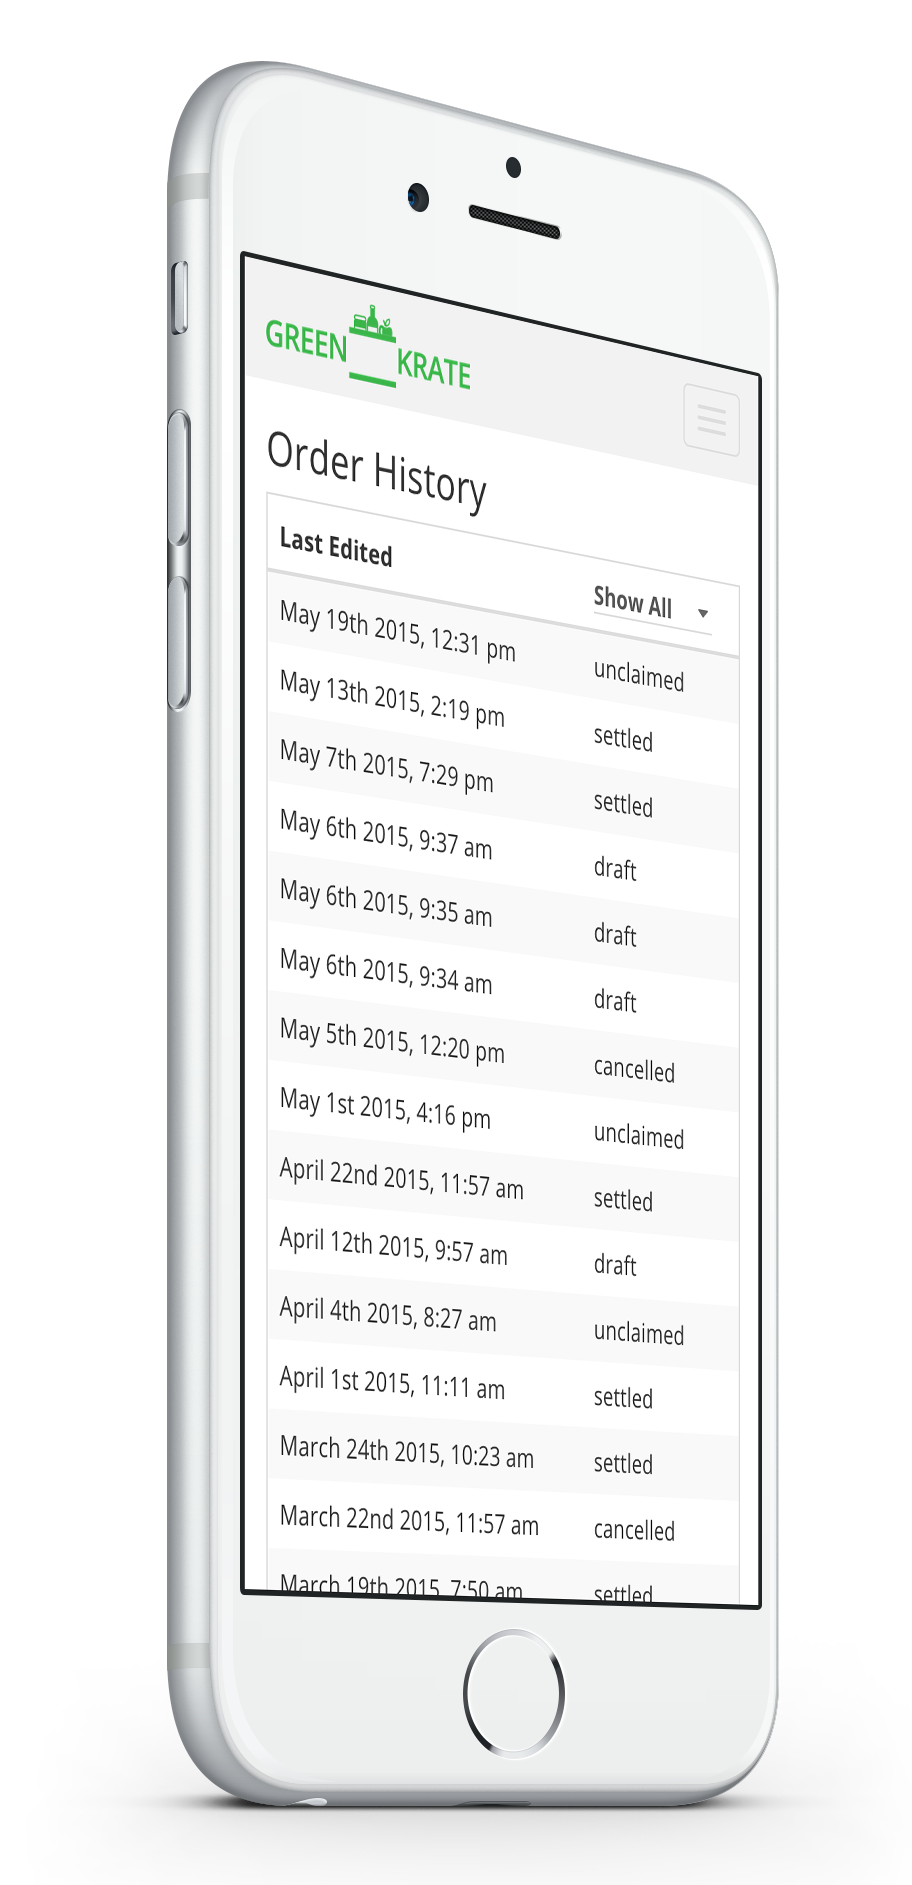 GREEN KRATE
Order History
Last Edited Show All
May 19th 2015, 12:31 pm unclaimed
May 13th 2015, 2:19 pm settled
May 7th 2015, 7:29 pm settled
May 6th 2015, 9:37 am draft
May 6th 2015, 9:35 am draft
May 6th 2015, 9:34 am draft
May 5th 2015, 12:20 pm cancelled
May 1st 2015, 4:16 pm unclaimed
April 22nd 2015, 11:57 am settled
April 12th 2015, 9:57 am draft
April 4th 2015, 8:27 am unclaimed
April 1st 2015, 11:11 am settled
March 24th 2015, 10:23 am settled
March 22nd 2015, 11:57 am cancelled
March 19th 2015, 7:50 am settled